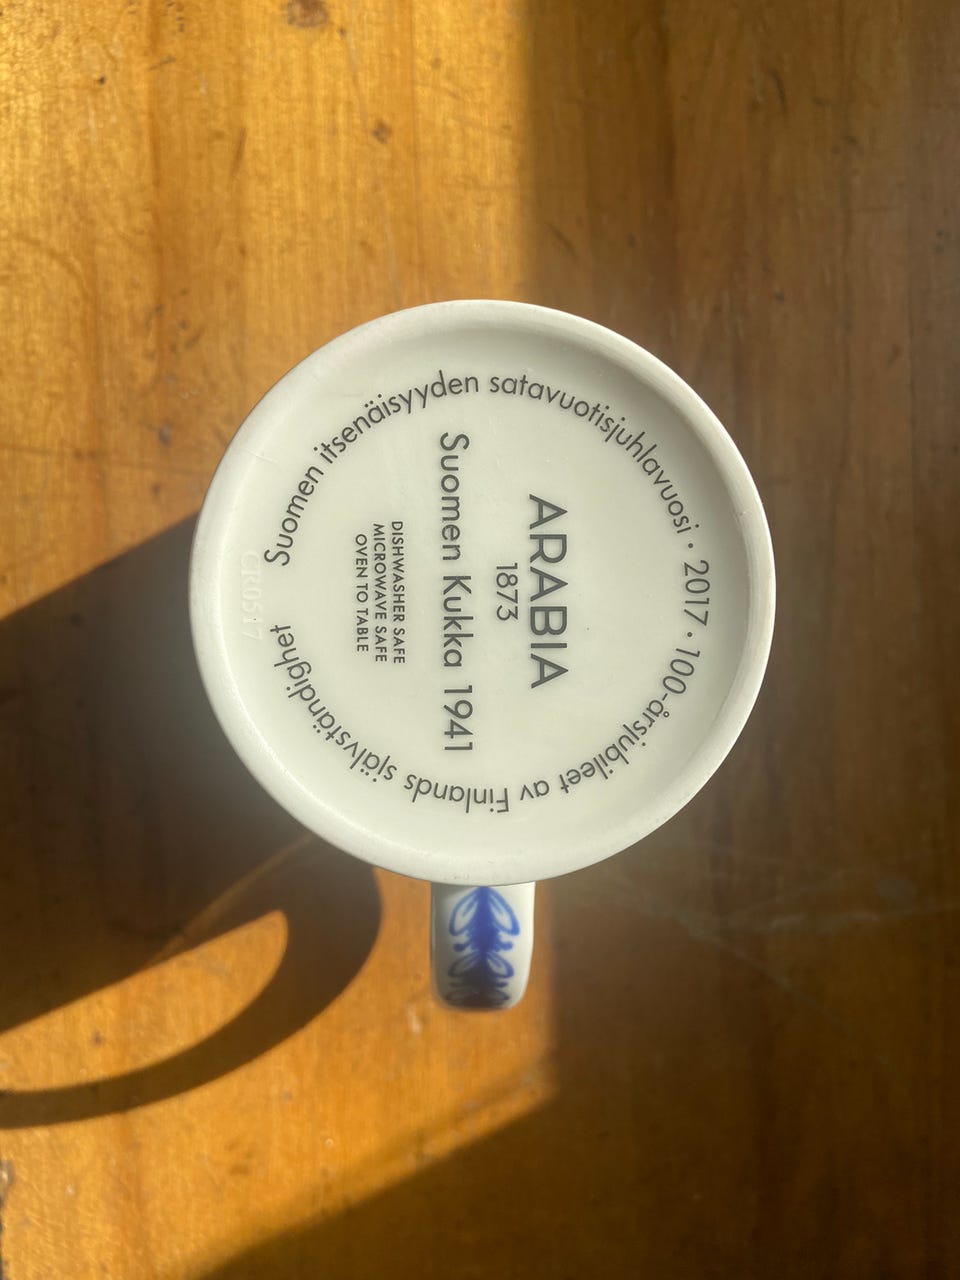 Suomen itsenäisyyden satavuotisjuhlavuosi · 2017 · 100-årsjubileet av Finlands självständighet
ARABIA
1873
Suomen Kukka 1941
DISHWASHER SAFE
MICROWAVE SAFE
OVEN TO TABLE
CR0517